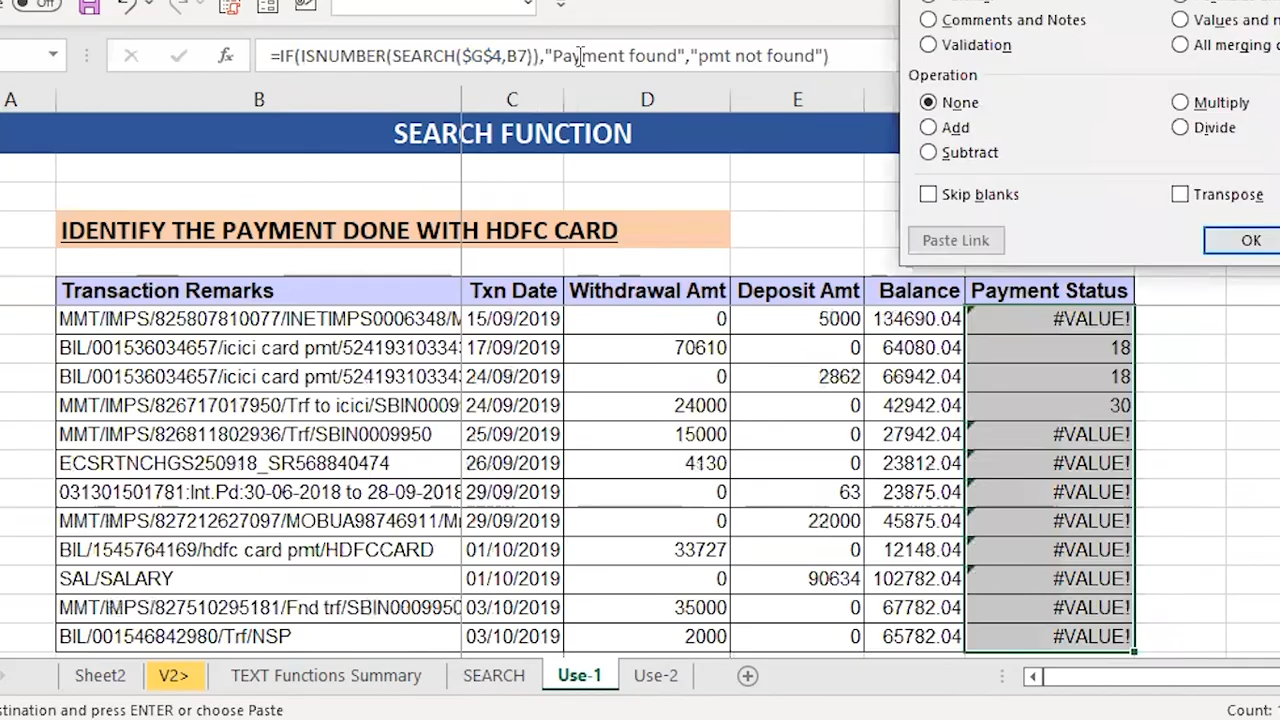 Off
Comments and Notes
Validation
All merging
=IF(ISNUMBER(SEARCH($G$4,B7)),"Payment found","pmt not found")
Operation
None Multiply
Add Divide
Subtract
Skip blanks Transpose
Paste Link OK
A B C D E
SEARCH FUNCTION
IDENTIFY THE PAYMENT DONE WITH HDFC CARD
Transaction Remarks Txn Date Withdrawal Amt Deposit Amt Balance Payment Status
MMT/IMPS/825807810077/INETIMPS0006348/M 15/09/2019 0 5000 134690.04 #VALUE!
BIL/001536034657/icici card pmt/524193103343 17/09/2019 70610 0 64080.04 18
BIL/001536034657/icici card pmt/524193103343 24/09/2019 0 2862 66942.04 18
MMT/IMPS/826717017950/Trf to icici/SBIN0009 24/09/2019 24000 0 42942.04 30
MMT/IMPS/826811802936/Trf/SBIN0009950 25/09/2019 15000 0 27942.04 #VALUE!
ECSRTNCHGS250918_SR568840474 26/09/2019 4130 0 23812.04 #VALUE!
031301501781:Int.Pd:30-06-2018 to 28-09-2018 29/09/2019 0 63 23875.04 #VALUE!
MMT/IMPS/827212627097/MOBUA98746911/M 29/09/2019 0 22000 45875.04 #VALUE!
BIL/1545764169/hdfc card pmt/HDFCCARD 01/10/2019 33727 0 12148.04 #VALUE!
SAL/SALARY 01/10/2019 0 90634 102782.04 #VALUE!
MMT/IMPS/827510295181/Fnd trf/SBIN0009950 03/10/2019 35000 0 67782.04 #VALUE!
BIL/001546842980/Trf/NSP 03/10/2019 2000 0 65782.04 #VALUE!
Sheet2 V2> TEXT Functions Summary SEARCH Use-1 Use-2
stination and press ENTER or choose Paste Count: